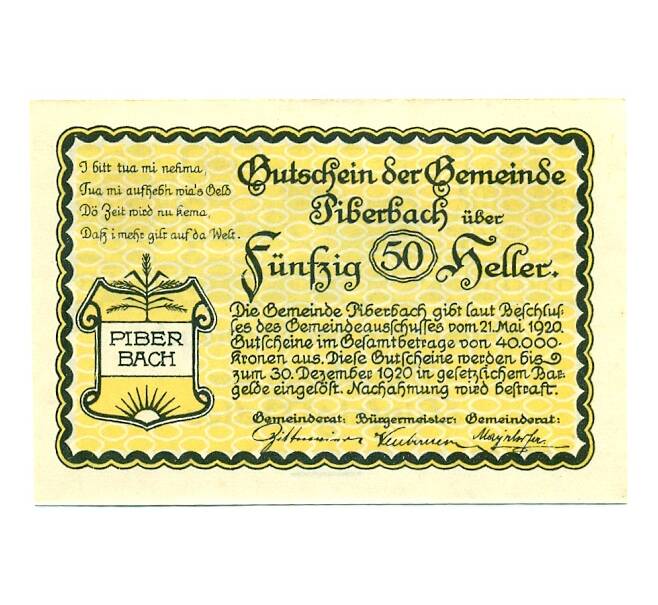 I bitt tua mi nehma,
Tua mi aufheb'n wia's Geld
Dö Zeit wird nu kema,
Daß i mehr gilt auf da Welt.
Gutschein der Gemeinde
Piberbach über
Fünfzig 50 Heller.
Die Gemeinde Piberbach gibt laut Beschlus-
ses des Gemeindeausschusses vom 21. Mai 1920
Gutscheine im Gesamtbetrage von 40.000
Kronen aus. Diese Gutscheine werden bis
zum 30. Dezember 1920 in gesetzlichem Bar-
gelde eingelöst. Nachahmung wird bestraft.
Gemeinderat: Bürgermeister: Gemeinderat:
Mayrdorfer
PIBER
BACH